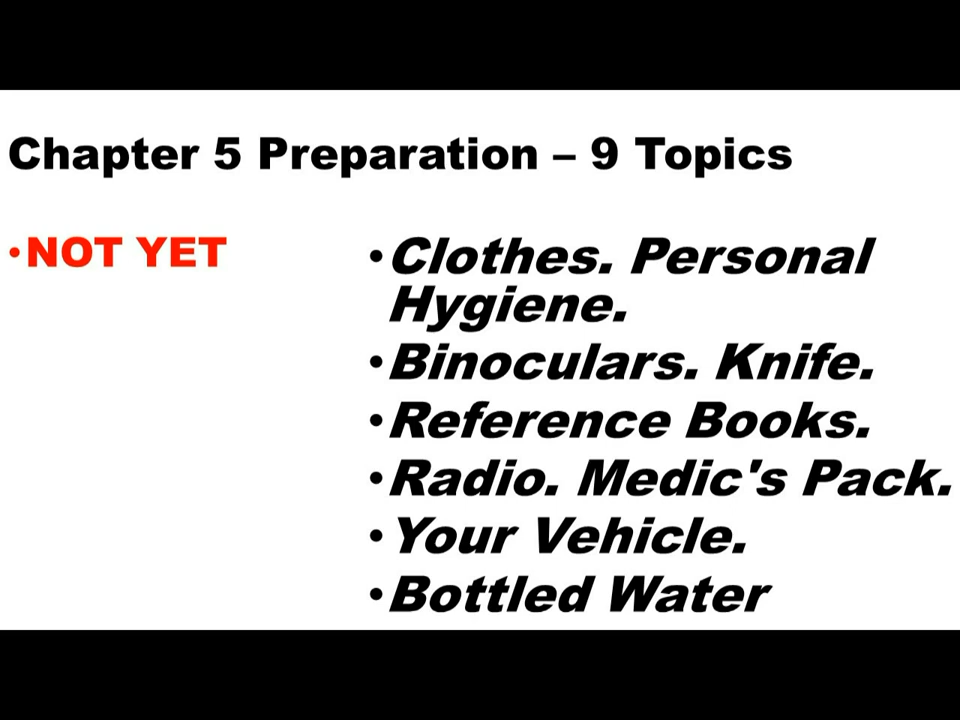 Chapter 5 Preparation – 9 Topics
• NOT YET
• Clothes. Personal
Hygiene.
• Binoculars. Knife.
• Reference Books.
• Radio. Medic's Pack.
• Your Vehicle.
• Bottled Water